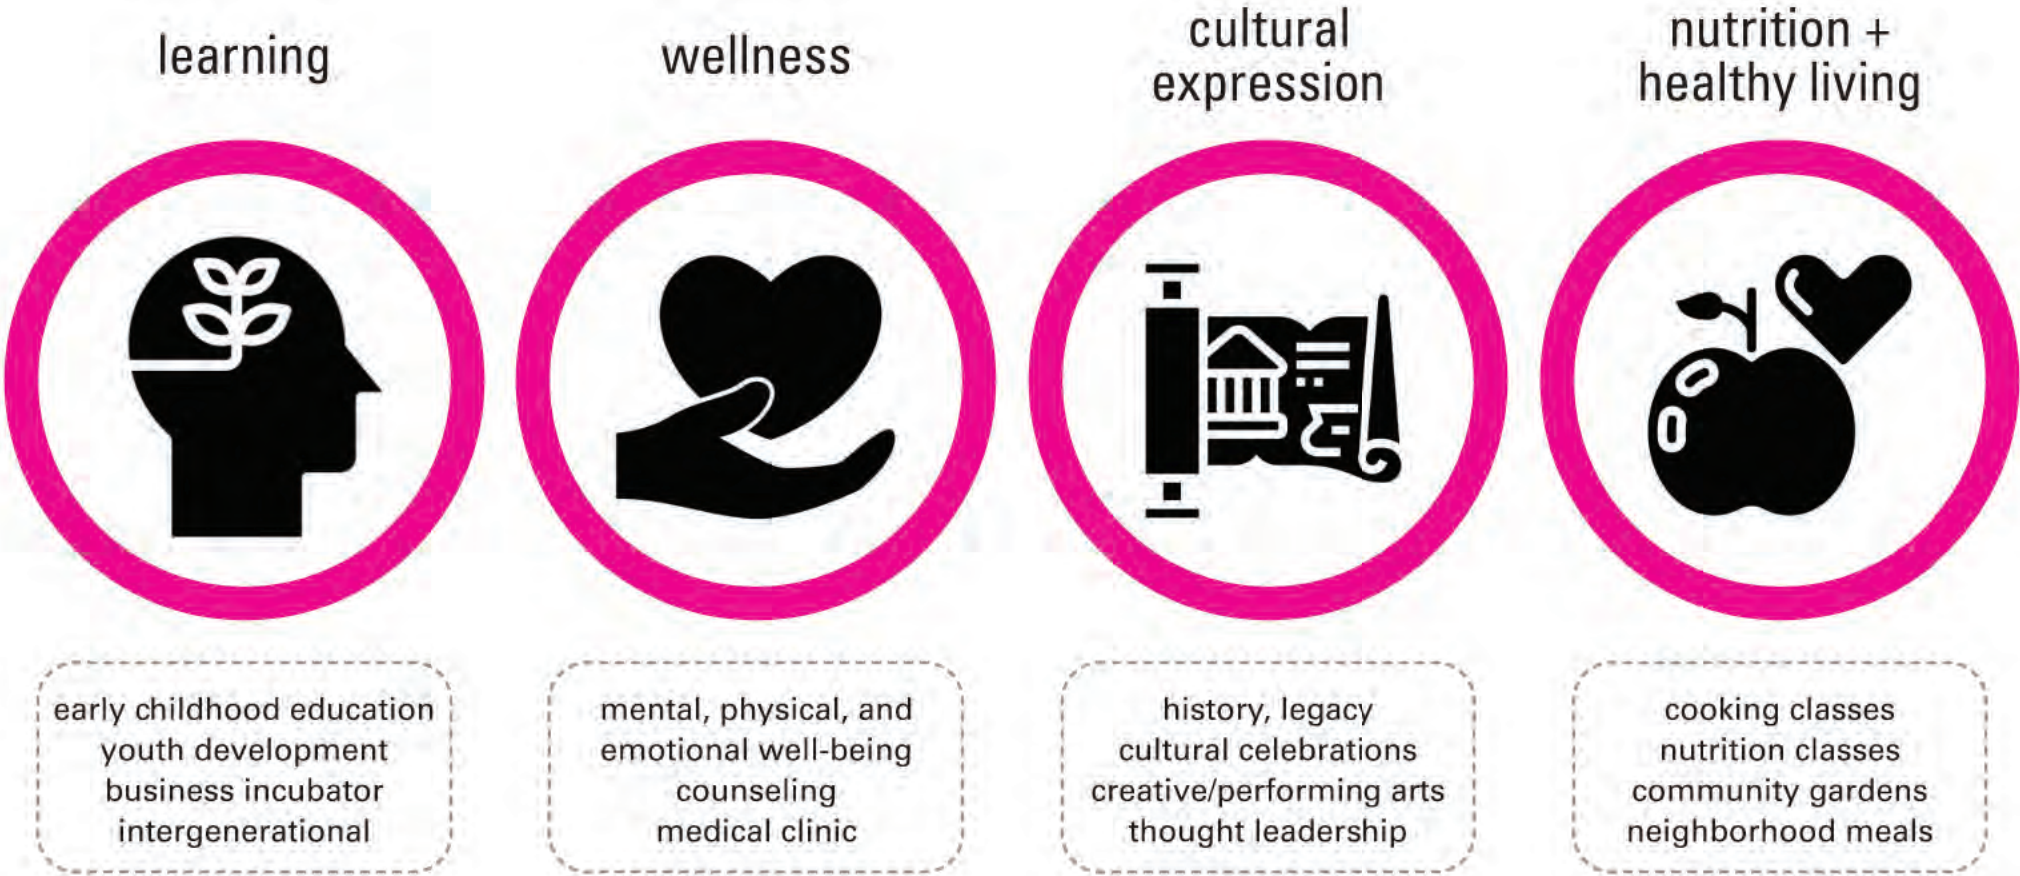 learning
early childhood education
youth development
business incubator
intergenerational
wellness
mental, physical, and
emotional well-being
counseling
medical clinic
cultural
expression
history, legacy
cultural celebrations
creative/performing arts
thought leadership
nutrition +
healthy living
cooking classes
nutrition classes
community gardens
neighborhood meals